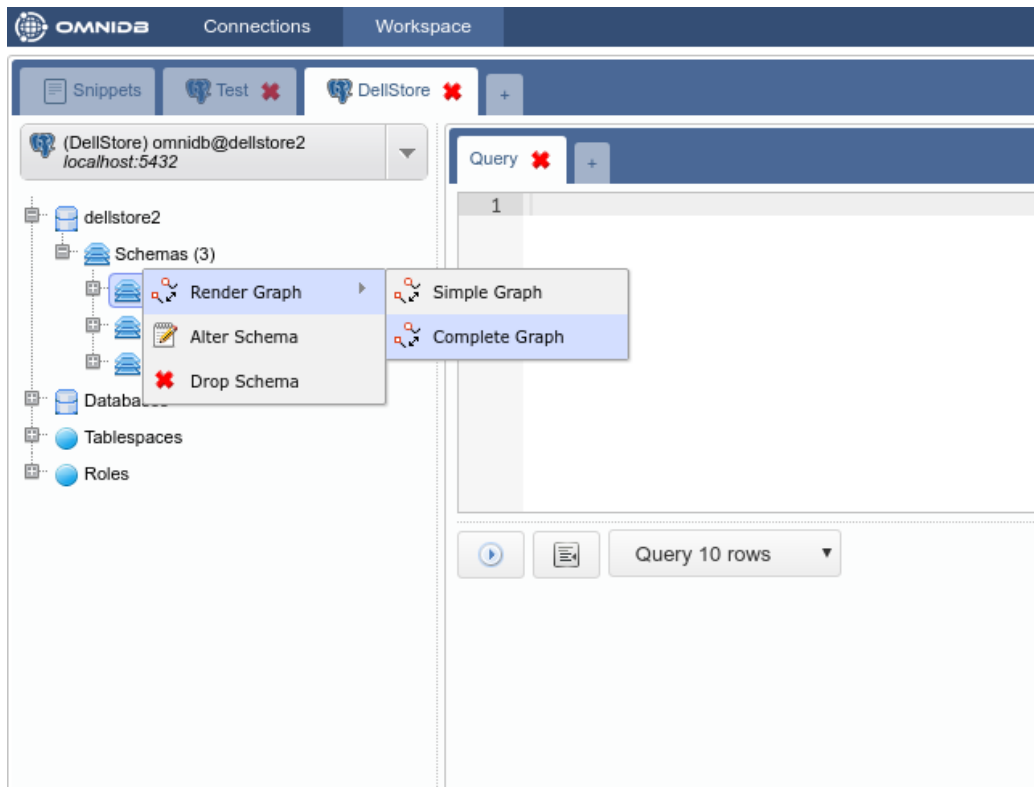 OMNIDB Connections Workspace
Snippets Test DellStore +
(DellStore) omnidb@dellstore2
localhost:5432
Query +
1
dellstore2
Schemas (3)
Render Graph
Simple Graph
Alter Schema
Complete Graph
Drop Schema
Tablespaces
Roles
Query 10 rows